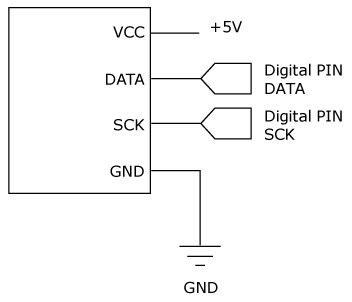 VCC
+5V
DATA
Digital PIN
DATA
SCK
Digital PIN
SCK
GND
GND